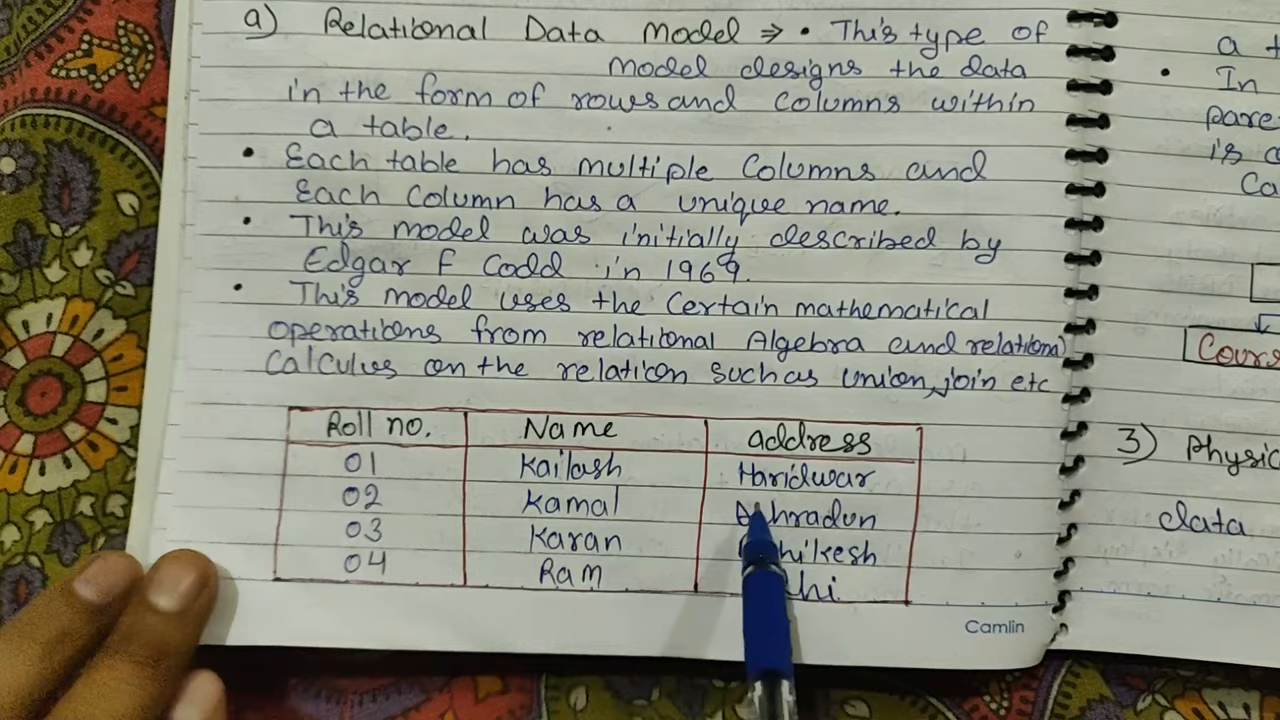 a) Relational Data Model ⇒ • This type of
Model designs the data
in the form of rows and columns within
a table.
• Each table has multiple columns and
Each column has a unique name.
• This model was initially described by
Edgar F Codd in 1969.
• This model uses the certain mathematical
operations from relational Algebra and relational
Calculus on the relation such as Union, join etc
Roll no. Name address
01 Kailash Haridwar
02 Kamal
03 Karan
04 Ram
Camlin
a
• In
is
3) Physic
data